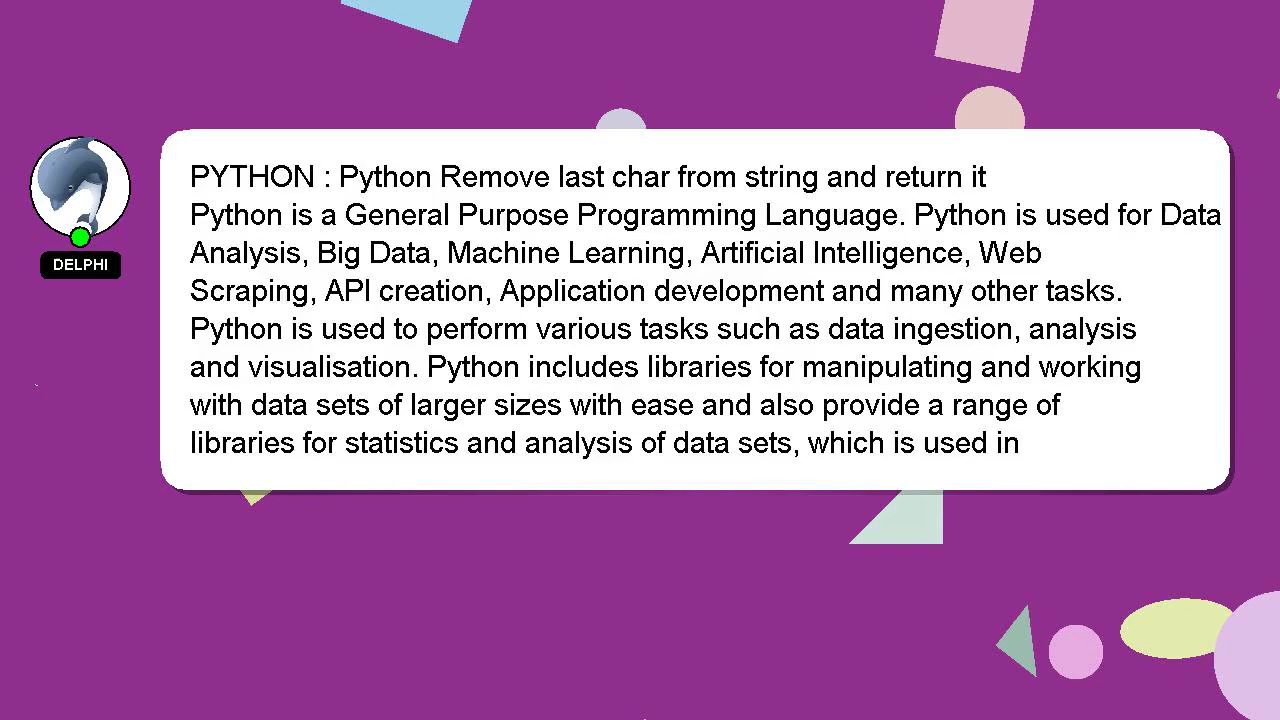 PYTHON : Python Remove last char from string and return it
Python is a General Purpose Programming Language. Python is used for Data
Analysis, Big Data, Machine Learning, Artificial Intelligence, Web
Scraping, API creation, Application development and many other tasks.
Python is used to perform various tasks such as data ingestion, analysis
and visualisation. Python includes libraries for manipulating and working
with data sets of larger sizes with ease and also provide a range of
libraries for statistics and analysis of data sets, which is used in
DELPHI